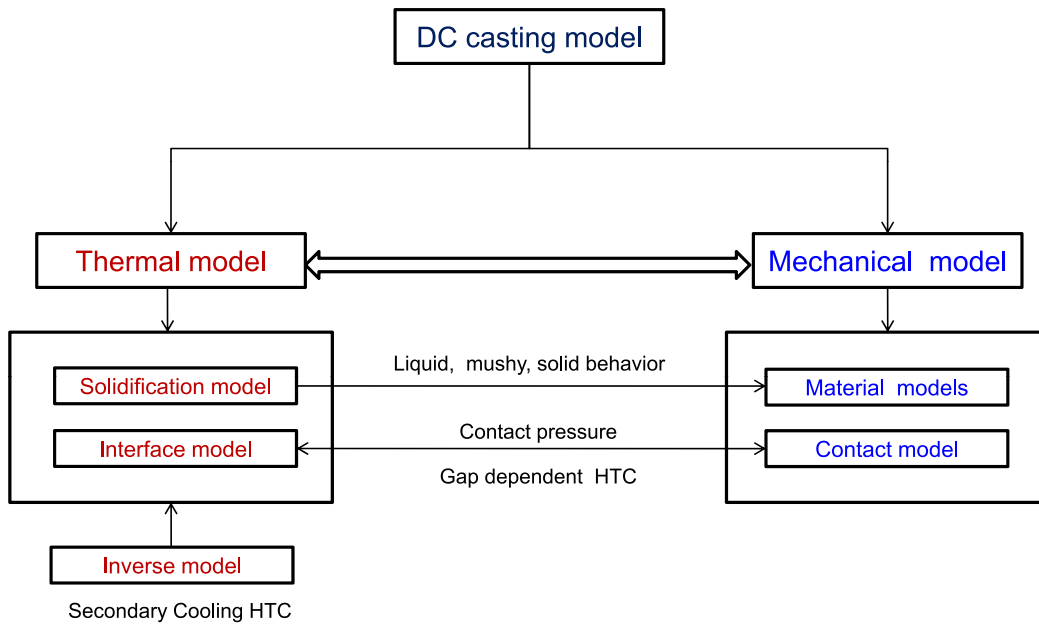 DC casting model
Thermal model
Mechanical model
Liquid, mushy, solid behavior
Solidification model
Material models
Contact pressure
Interface model
Contact model
Gap dependent HTC
Inverse model
Secondary Cooling HTC